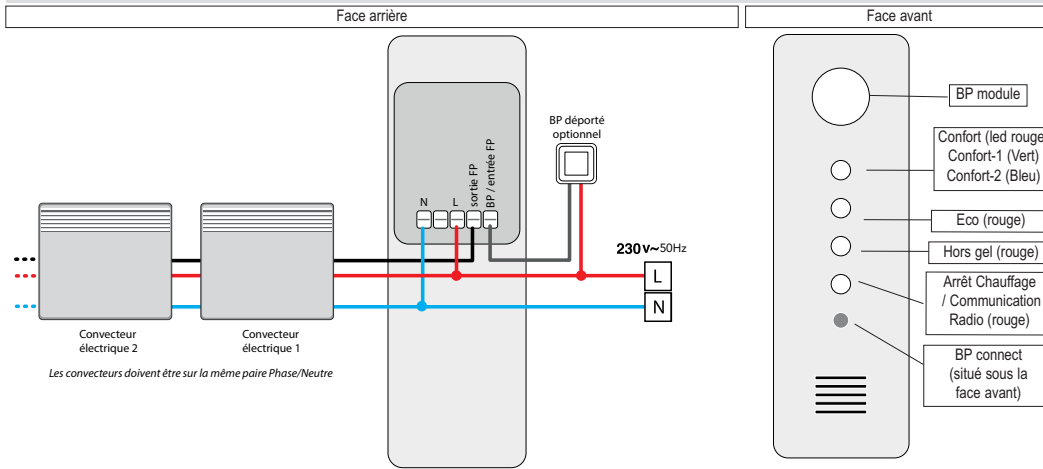 Face arrière
Face avant
BP déporté
optionnel
N
L
sortie FP
BP / entrée FP
230v~50Hz
L
N
Convecteur
électrique 2
Convecteur
électrique 1
Les convecteurs doivent être sur la même paire Phase/Neutre
BP module
Confort (led rouge
Confort-1 (Vert)
Confort-2 (Bleu)
Eco (rouge)
Hors gel (rouge)
Arrêt Chauffage
/ Communication
Radio (rouge)
BP connect
(situé sous la
face avant)